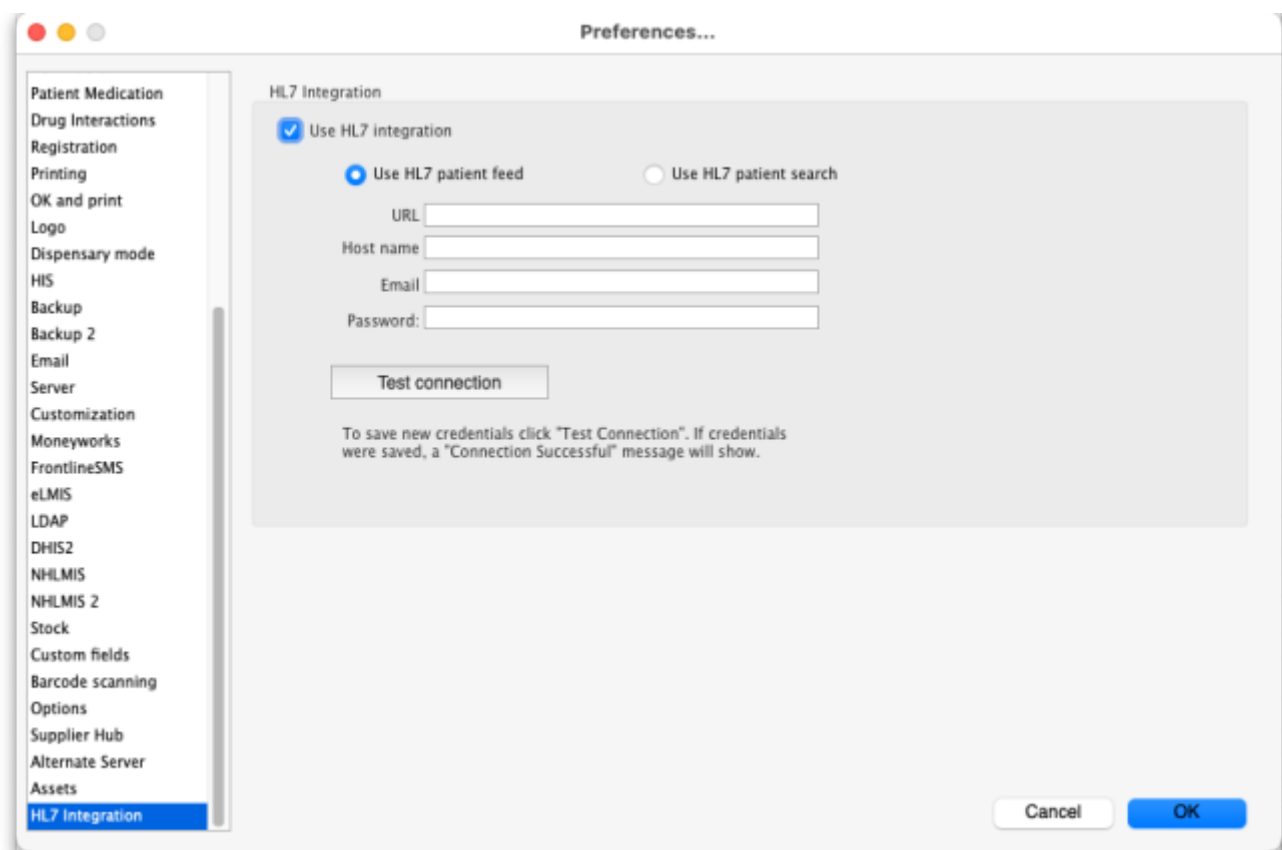 Preferences...
Patient Medication
Drug Interactions
Registration
Printing
OK and print
Logo
Dispensary mode
HIS
Backup
Backup 2
Email
Server
Customization
Moneyworks
FrontlineSMS
eLMIS
LDAP
DHIS2
NHLMIS
NHLMIS 2
Stock
Custom fields
Barcode scanning
Options
Supplier Hub
Alternate Server
Assets
HL7 Integration
HL7 Integration
Use HL7 integration
Use HL7 patient feed Use HL7 patient search
URL
Host name
Email
Password:
Test connection
To save new credentials click "Test Connection". If credentials
were saved, a "Connection Successful" message will show.
Cancel OK